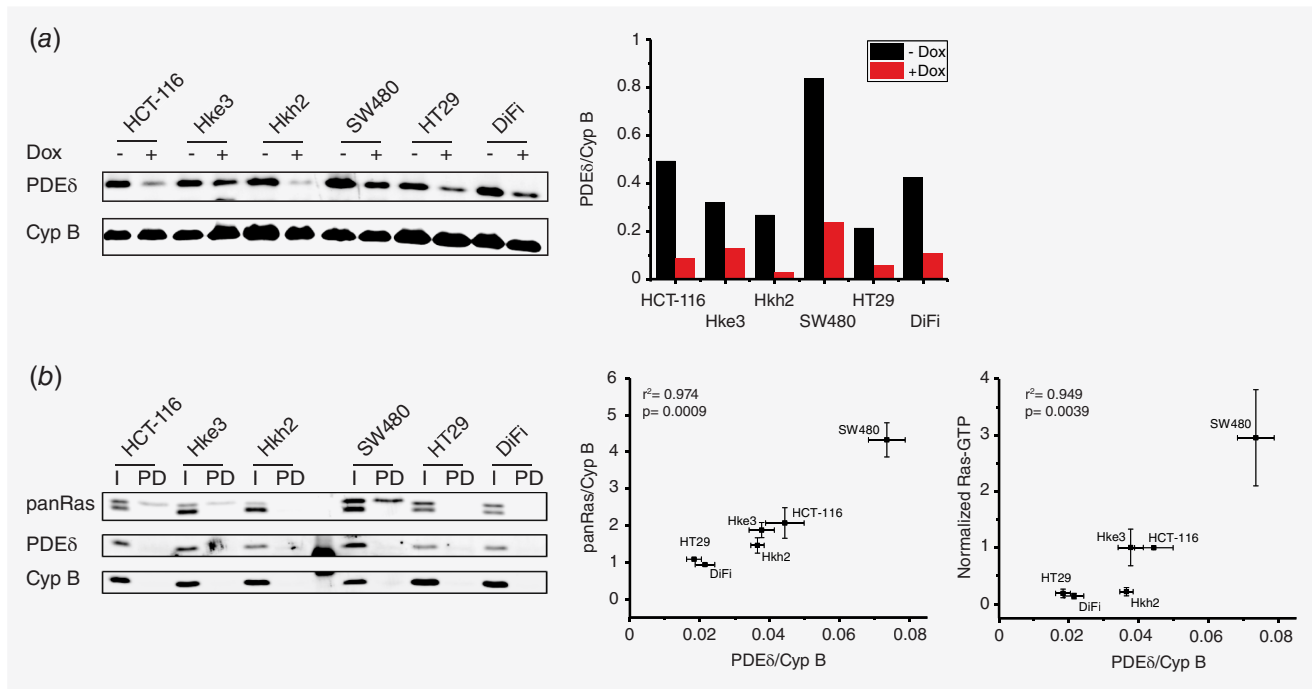 (a)
HCT-116 Hke3 Hkh2 SW480 HT29 DiFi
Dox - + - + - + - + - + - +
PDEδ
Cyp B
PDEδ/Cyp B
1
0.8
0.6
0.4
0.2
0
- Dox
+Dox
HCT-116 Hkh2 HT29
Hke3 SW480 DiFi
(b)
HCT-116 Hke3 Hkh2 SW480 HT29 DiFi
I PD I PD I PD I PD I PD I PD
panRas
PDEδ
Cyp B
panRas/Cyp B
6
5
4
3
2
1
0
r²= 0.974
p= 0.0009
SW480
HCT-116
Hke3
Hkh2
HT29
DiFi
0 0.02 0.04 0.06 0.08
PDEδ/Cyp B
Normalized Ras-GTP
4
3
2
1
0
r²= 0.949
p= 0.0039
SW480
Hke3 HCT-116
HT29
DiFi Hkh2
0 0.02 0.04 0.06 0.08
PDEδ/Cyp B